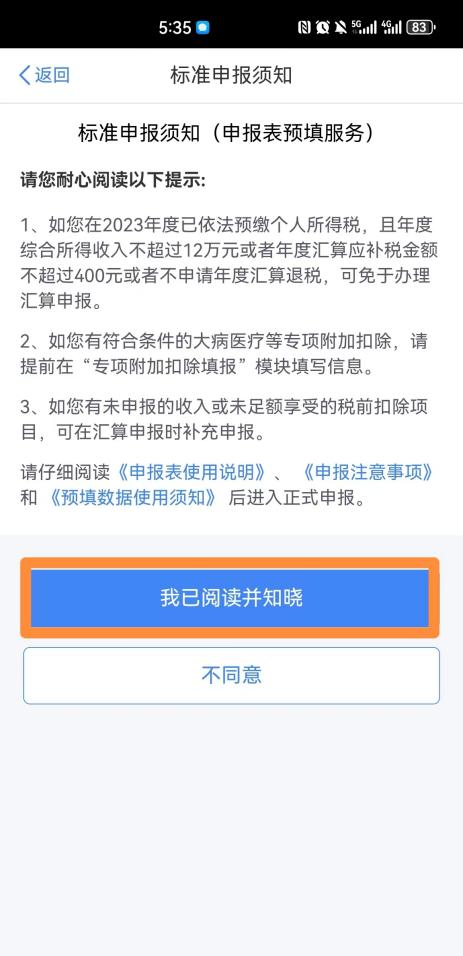 5:35
5G
4G
83
返回
标准申报须知
标准申报须知（申报表预填服务）
请您耐心阅读以下提示:
1、如您在2023年度已依法预缴个人所得税，且年度
综合所得收入不超过12万元或者年度汇算应补税金额
不超过400元或者不申请年度汇算退税，可免于办理
汇算申报。
2、如您有符合条件的大病医疗等专项附加扣除，请
提前在“专项附加扣除填报”模块填写信息。
3、如您有未申报的收入或未足额享受的税前扣除项
目，可在汇算申报时补充申报。
请仔细阅读《申报表使用说明》、 《申报注意事项》
和 《预填数据使用须知》 后进入正式申报。
我已阅读并知晓
不同意